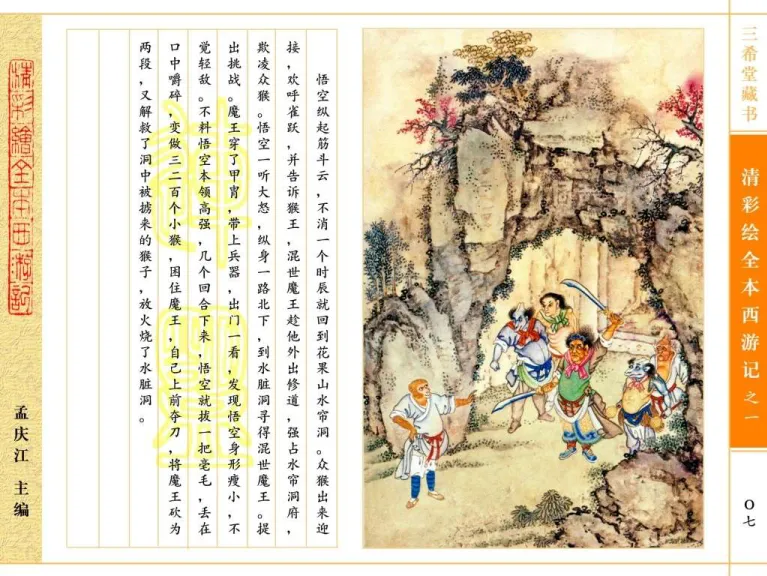 三希堂藏书
清彩绘全本西游记之一
〇七
悟空纵起筋斗云，不消一个时辰就回到花果山水帘洞。众猴出来迎
接，欢呼雀跃，并告诉猴王，混世魔王趁他外出修道，强占水帘洞府，
欺凌众猴。悟空一听大怒，纵身一路北下，到水脏洞寻得混世魔王。提
出挑战。魔王穿了甲胄，带上兵器，出门一看，发现悟空身形瘦小，不
觉轻敌。不料悟空本领高强，几个回合下来，悟空就拔一把毫毛，丢在
口中嚼碎，变做三二百个小猴，困住魔王，自己上前夺刀，将魔王砍为
两段，又解救了洞中被掳来的猴子，放火烧了水脏洞。
清彩绘全本西游记
孟庆江 主编